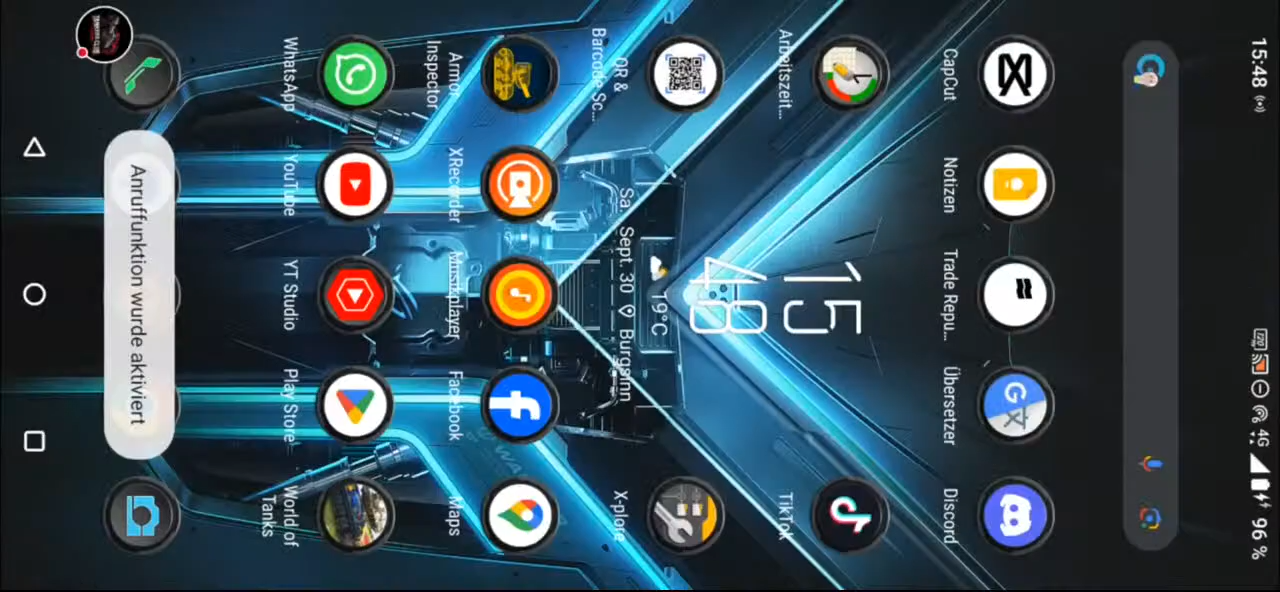 15:48
4G
96 %
CapCut
Notizen
Trade Repu...
Übersetzer
Discord
Arbeitszeit...
15
48
TikTok
19°C
Sa., Sept. 30 Burgsinn
QR &
Barcode Sc...
X-plore
Armor
Inspector
XRecorder
Musikplayer
Facebook
Maps
WhatsApp
YouTube
YT Studio
Play Store
World of
Tanks
Anruffunktion wurde aktiviert